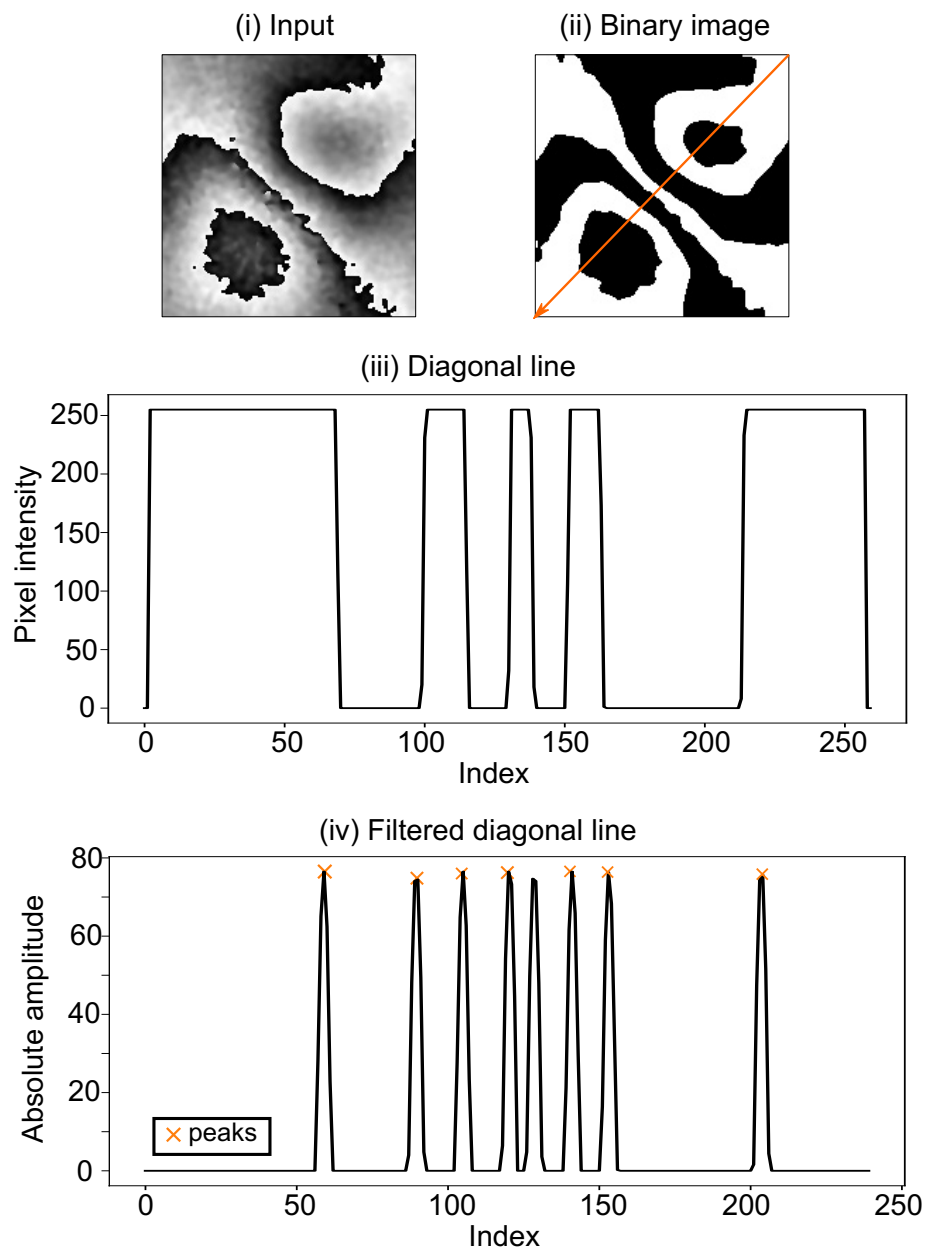 (i) Input
(ii) Binary image
(iii) Diagonal line
250
200
150
100
50
0
Pixel intensity
0 50 100 150 200 250
Index
(iv) Filtered diagonal line
80
60
40
20
0
Absolute amplitude
peaks
0 50 100 150 200 250
Index